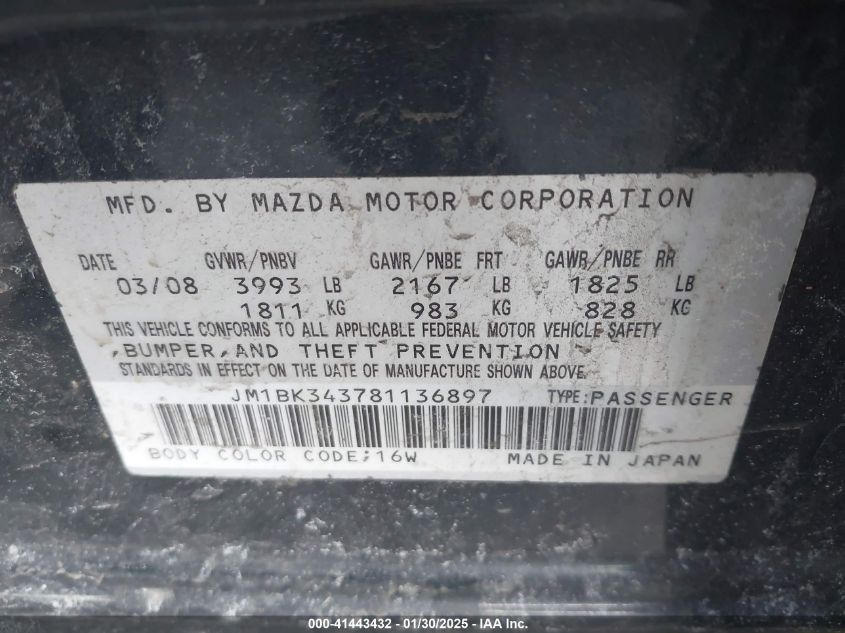 MFD. BY MAZDA MOTOR CORPORATION
DATE GVWR/PNBV GAWR/PNBE FRT GAWR/PNBE RR
03/08 3993 LB 2167 LB 1825 LB
1811 KG 983 KG 828 KG
THIS VEHICLE CONFORMS TO ALL APPLICABLE FEDERAL MOTOR VEHICLE SAFETY
,BUMPER,AND THEFT PREVENTION
STANDARDS IN EFFECT ON THE DATE OF MANUFACTURE SHOWN ABOVE.
JM1BK343781136897 TYPE:PASSENGER
BODY COLOR CODE;16W MADE IN JAPAN
000-41443432 - 01/30/2025 - IAA Inc.